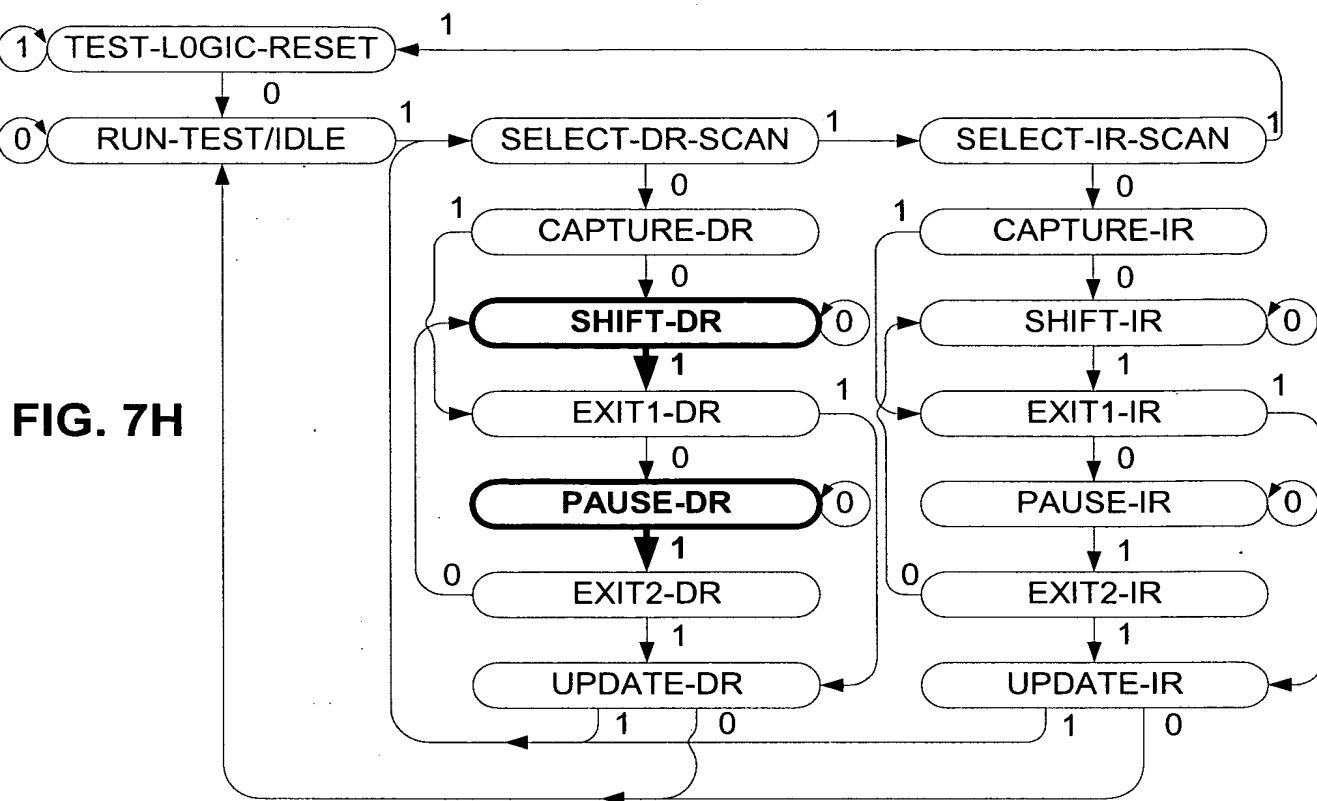 1
1 TEST-L0GIC-RESET
0
1
0 RUN-TEST/IDLE SELECT-DR-SCAN 1 SELECT-IR-SCAN 1
0 0
1 CAPTURE-DR 1 CAPTURE-IR
0 0
SHIFT-DR 0 SHIFT-IR 0
1 1
FIG. 7H EXIT1-DR 1 EXIT1-IR 1
0 0
PAUSE-DR 0 PAUSE-IR 0
1 1
0 EXIT2-DR 0 EXIT2-IR
1 1
UPDATE-DR UPDATE-IR
1 0 1 0